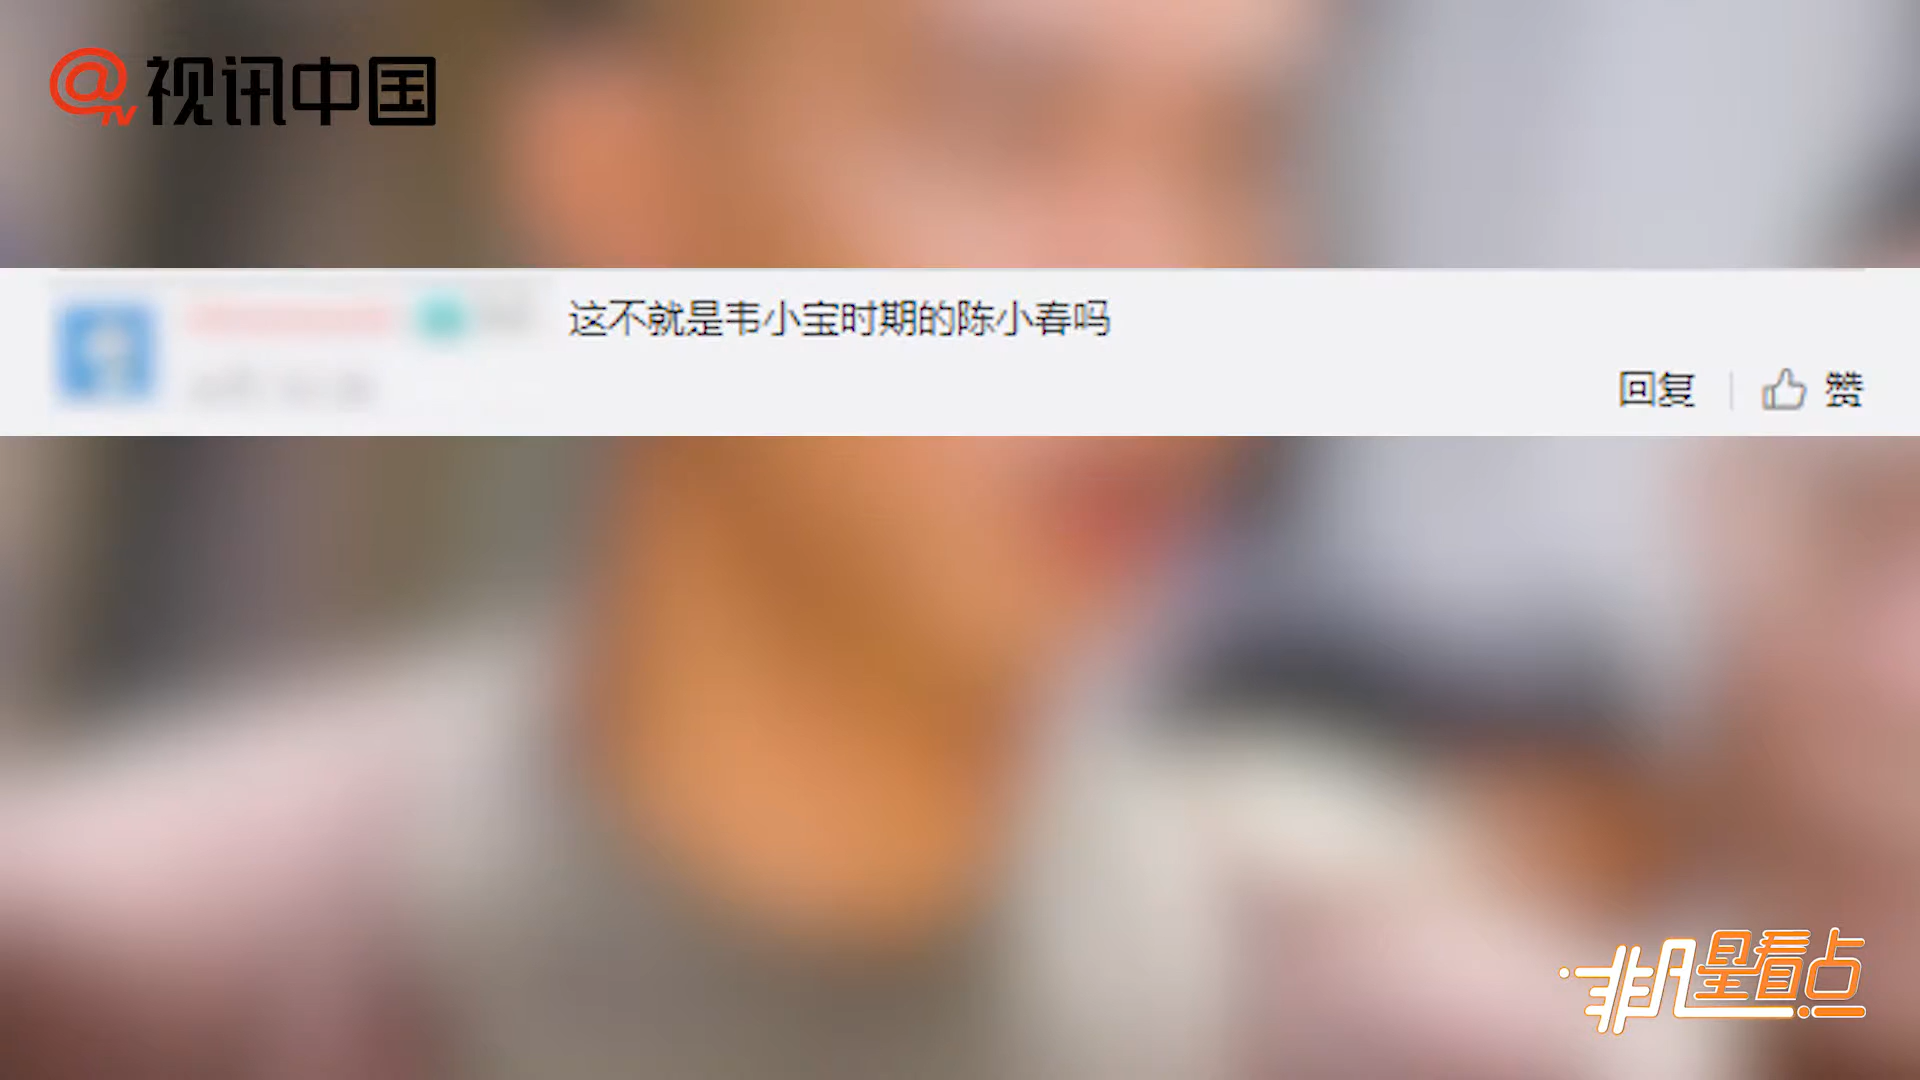 @TV 视讯中国
这不就是韦小宝时期的陈小春吗
回复 赞
非凡星看点